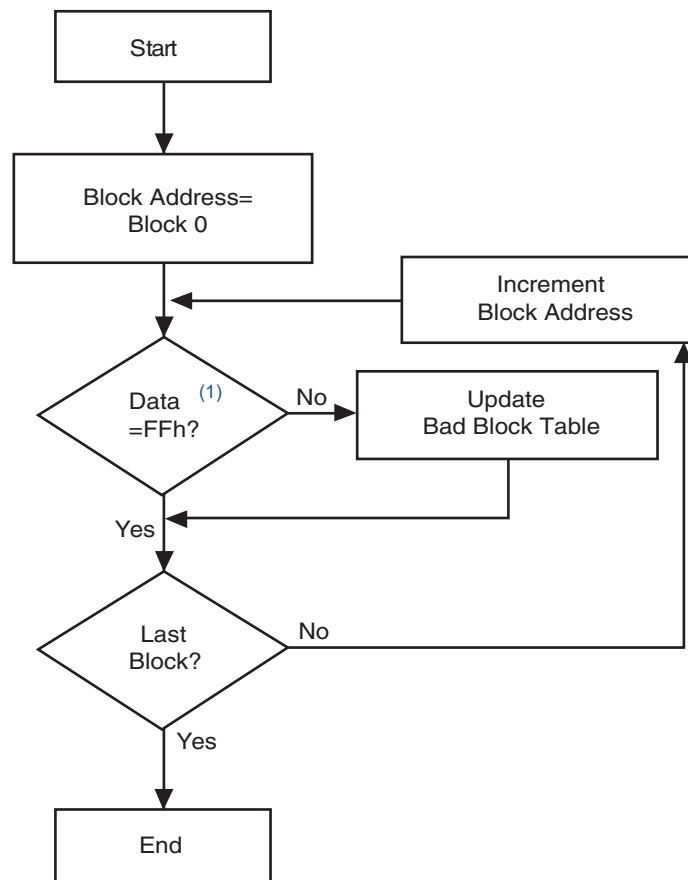 Start
Block Address=
Block 0
Increment
Block Address
Data (1)
=FFh?
No
Update
Bad Block Table
Yes
Last
Block?
No
Yes
End